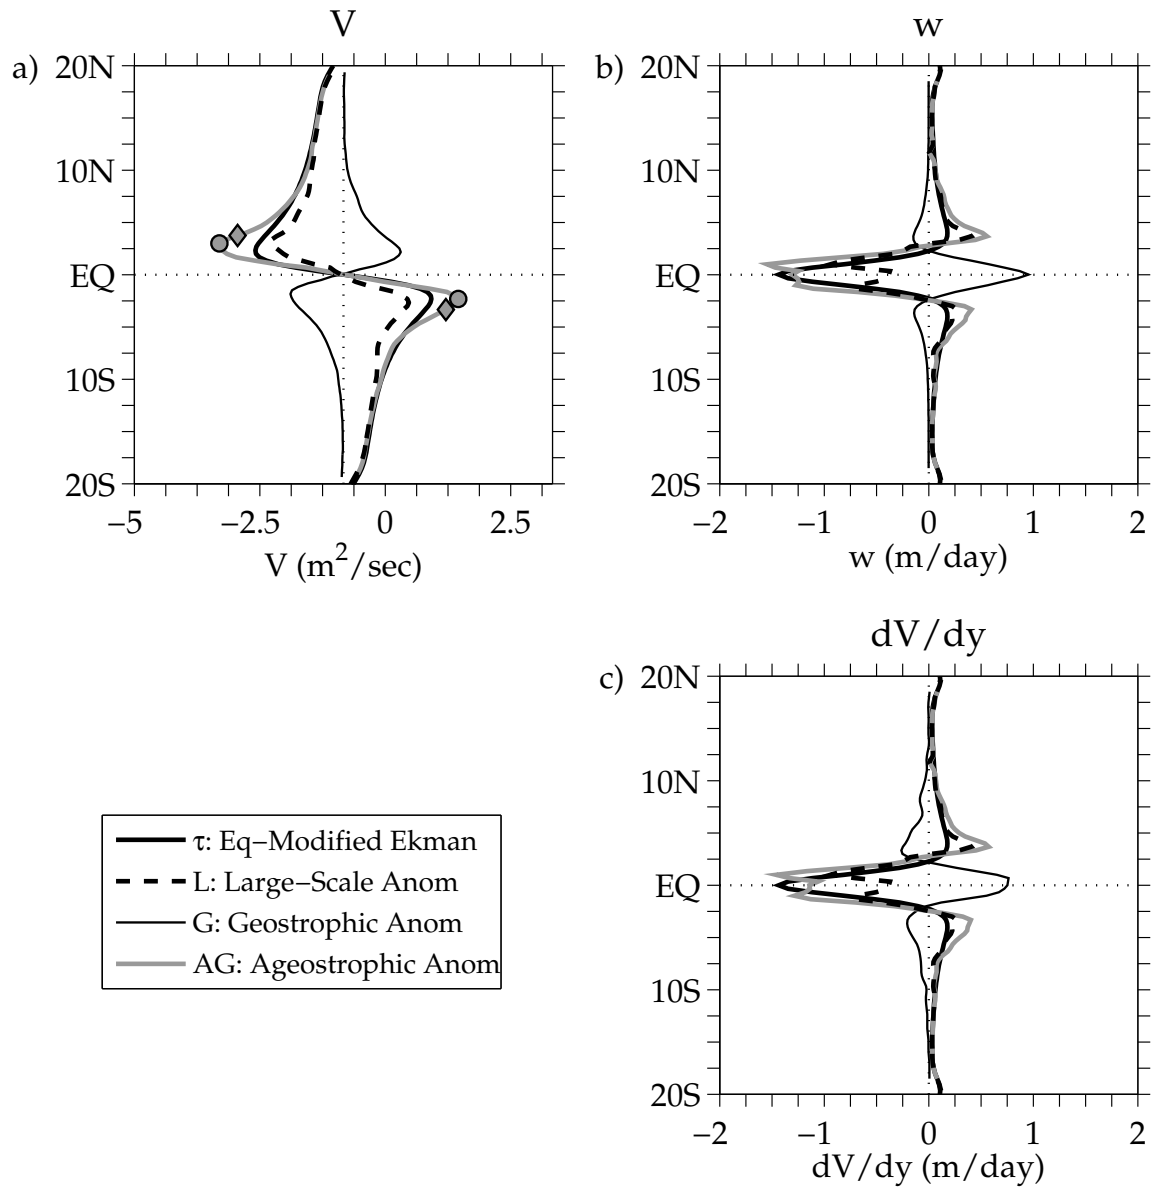 V
a)
20N
10N
EQ
10S
20S
−5
−2.5
0
2.5
V (m²/sec)
w
b)
20N
10N
EQ
10S
20S
−2
−1
0
1
2
w (m/day)
dV/dy
c)
20N
10N
EQ
10S
20S
−2
−1
0
1
2
dV/dy (m/day)
τ: Eq−Modified Ekman
L: Large−Scale Anom
G: Geostrophic Anom
AG: Ageostrophic Anom